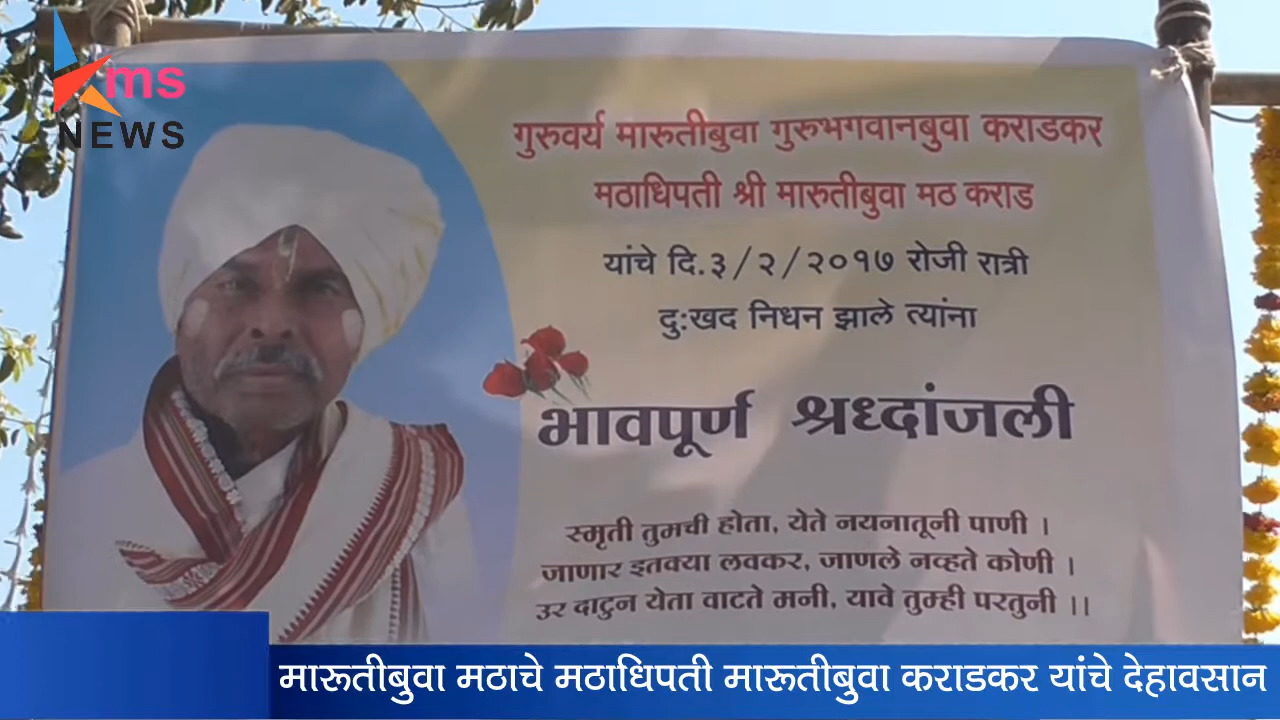 ms
NEWS
गुरुवर्य मारुतीबुवा गुरुभगवानबुवा कराडकर
मठाधिपती श्री मारुतीबुवा मठ कराड
यांचे दि.३/२/२०१७ रोजी रात्री
दुःखद निधन झाले त्यांना
भावपूर्ण श्रध्दांजली
स्मृती तुमची होता, येते नयनातूनी पाणी ।
जाणार इतक्या लवकर, जाणले नव्हते कोणी ।
उर दाटुन येता वाटते मनी, यावे तुम्ही परतुनी ।।
मारूतीबुवा मठाचे मठाधिपती मारूतीबुवा कराडकर यांचे देहावसान